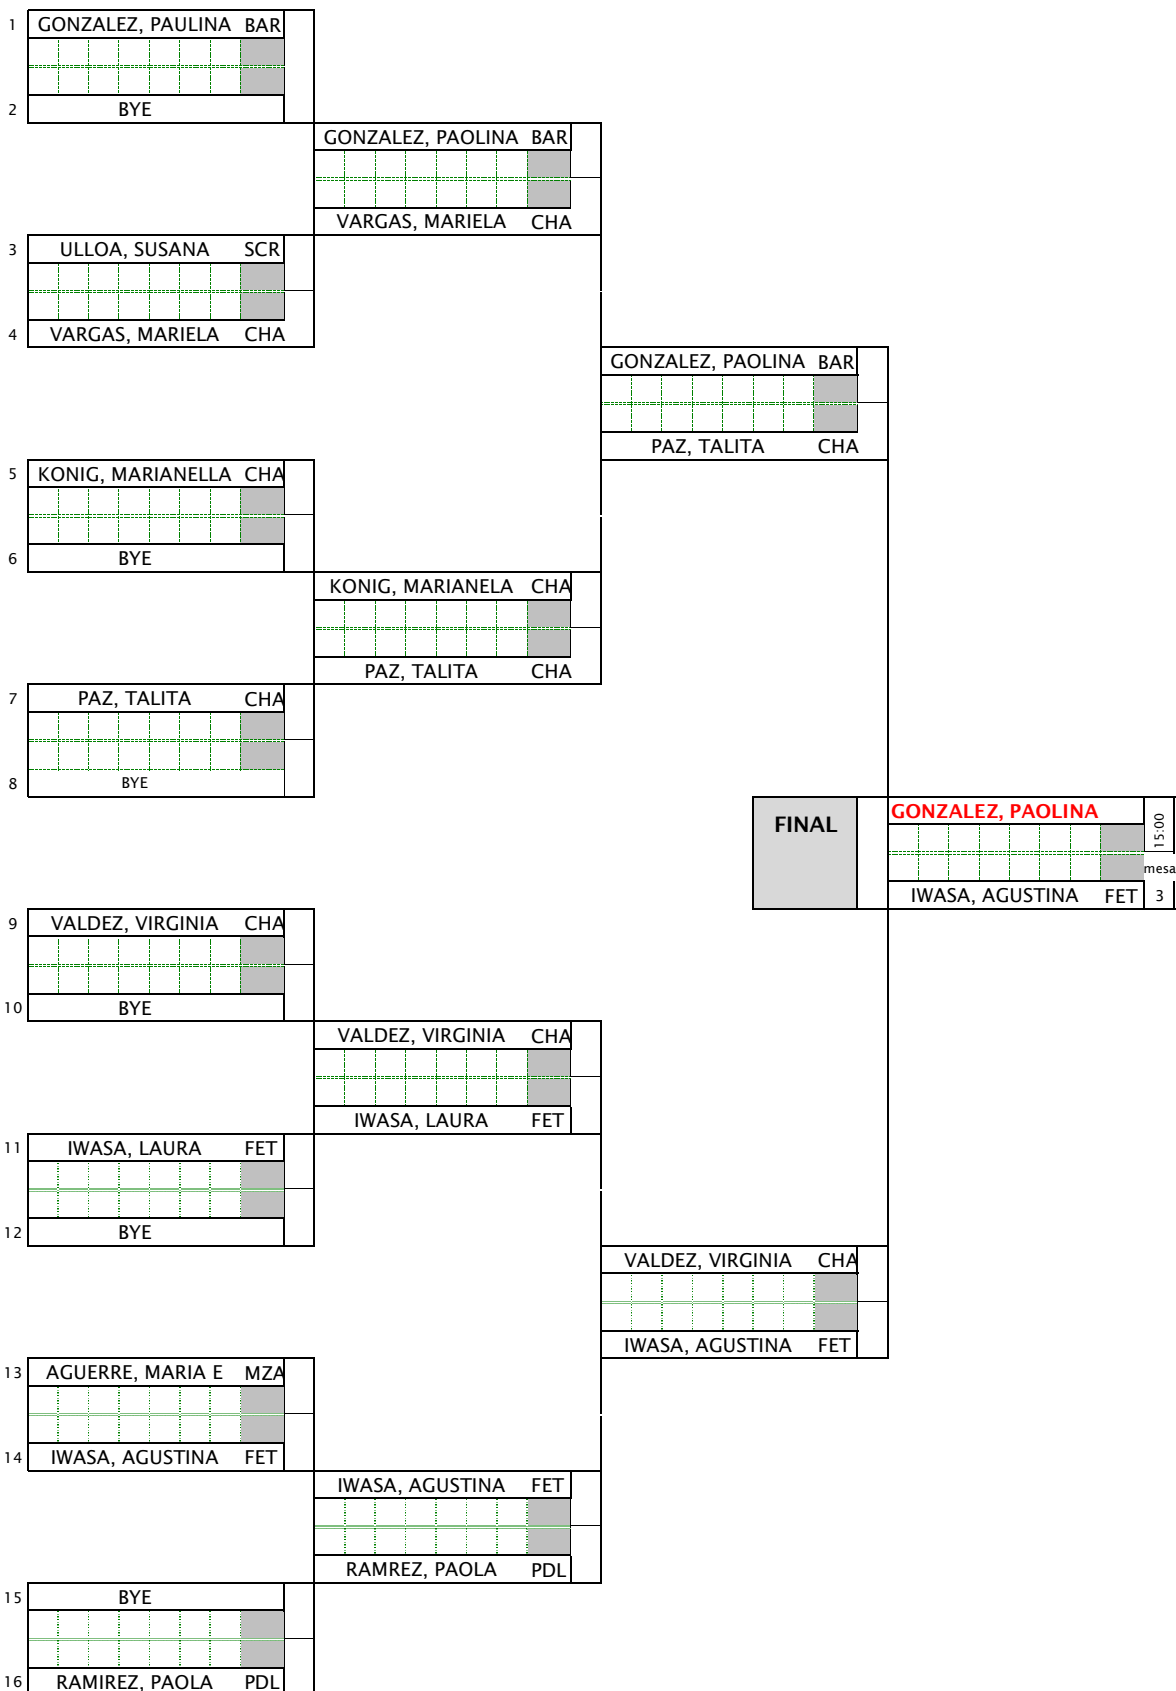 1 GONZALEZ, PAULINA BAR
2 BYE
GONZALEZ, PAOLINA BAR
VARGAS, MARIELA CHA
3 ULLOA, SUSANA SCR
4 VARGAS, MARIELA CHA
GONZALEZ, PAOLINA BAR
PAZ, TALITA CHA
5 KONIG, MARIANELLA CHA
6 BYE
KONIG, MARIANELA CHA
PAZ, TALITA CHA
7 PAZ, TALITA CHA
8 BYE
FINAL
GONZALEZ, PAOLINA
15:00
mesa
IWASA, AGUSTINA FET 3
9 VALDEZ, VIRGINIA CHA
10 BYE
VALDEZ, VIRGINIA CHA
IWASA, LAURA FET
11 IWASA, LAURA FET
12 BYE
VALDEZ, VIRGINIA CHA
IWASA, AGUSTINA FET
13 AGUERRE, MARIA E MZA
14 IWASA, AGUSTINA FET
IWASA, AGUSTINA FET
RAMREZ, PAOLA PDL
15 BYE
16 RAMIREZ, PAOLA PDL